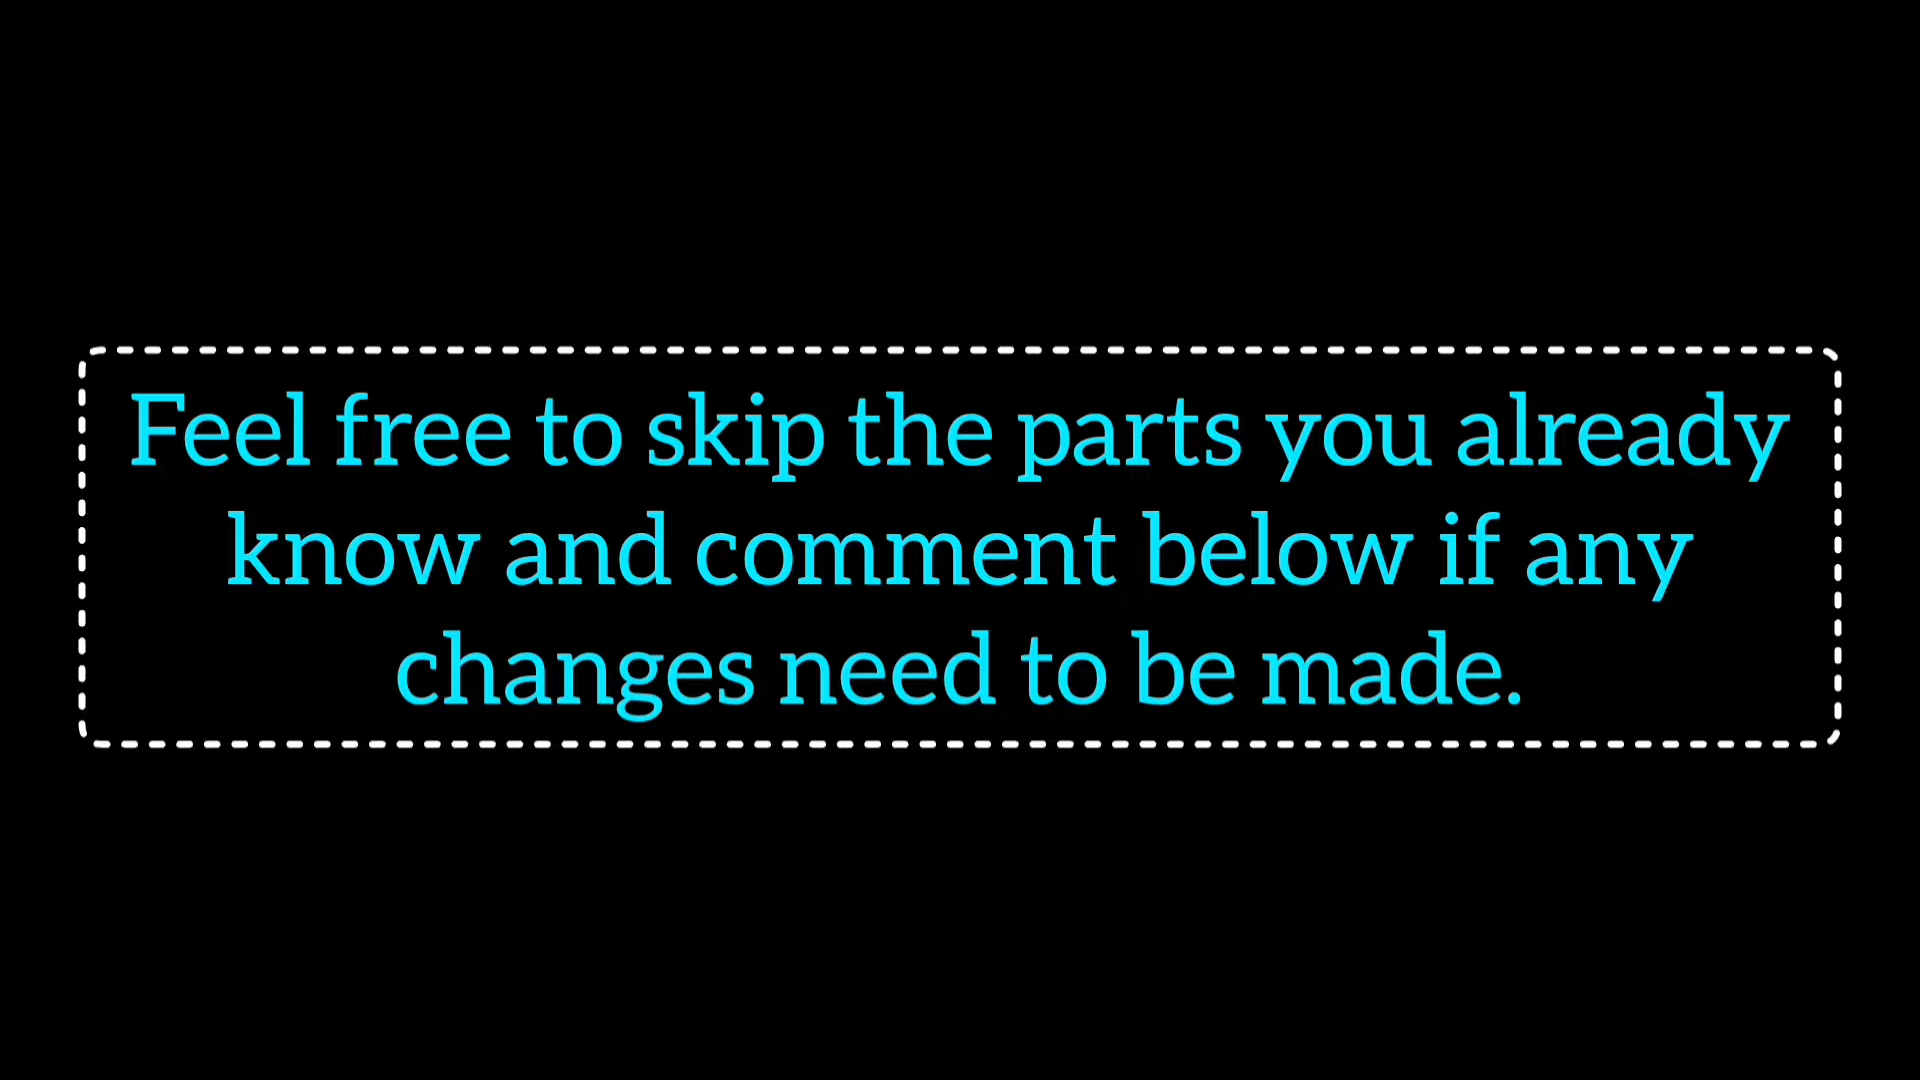 Feel free to skip the parts you already
know and comment below if any
changes need to be made.